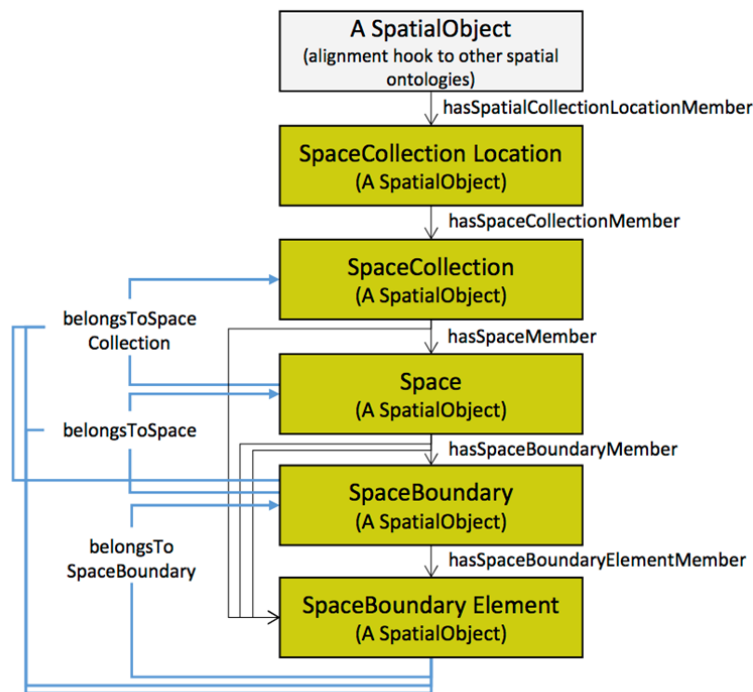 A SpatialObject
(alignment hook to other spatial
ontologies)
hasSpatialCollectionLocationMember
SpaceCollection Location
(A SpatialObject)
hasSpaceCollectionMember
SpaceCollection
(A SpatialObject)
belongsToSpace
Collection
hasSpaceMember
Space
(A SpatialObject)
belongsToSpace
hasSpaceBoundaryMember
SpaceBoundary
(A SpatialObject)
belongsTo
SpaceBoundary
hasSpaceBoundaryElementMember
SpaceBoundary Element
(A SpatialObject)